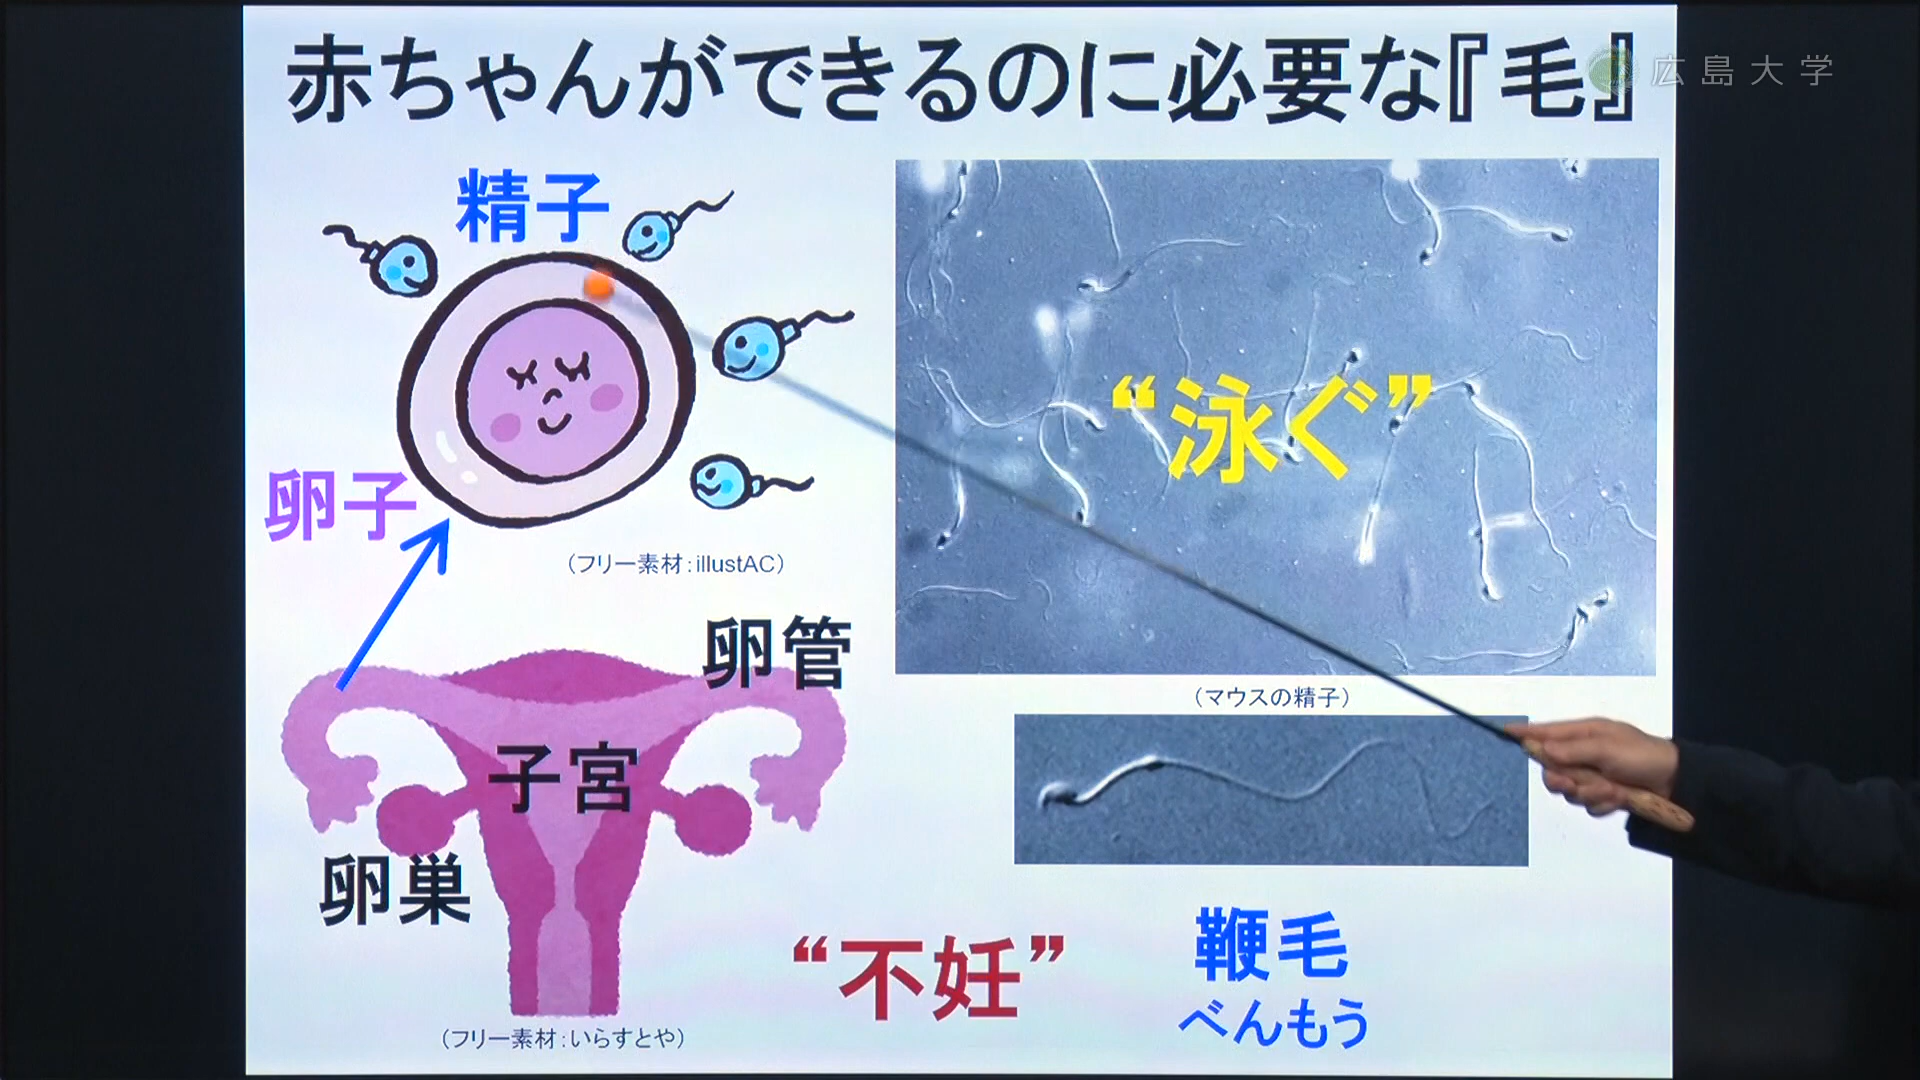 赤ちゃんができるのに必要な『毛』
広島大学
精子
卵子
(フリー素材:illustAC)
“泳ぐ”
(マウスの精子)
卵管
子宮
卵巣
(フリー素材:いらすとや)
“不妊”
鞭毛
べんもう